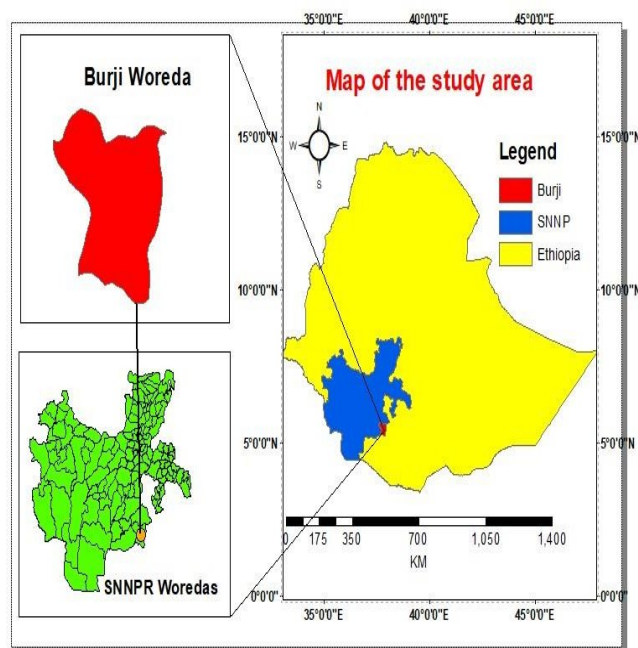 35°0'0"E 40°0'0"E 45°0'0"E
Burji Woreda
Map of the study area
N
W E
S
Legend
Burji
SNNP
Ethiopia
15°0'0"N 15°0'0"N
10°0'0"N 10°0'0"N
5°0'0"N 5°0'0"N
0 175 350 700 1,050 1,400
KM
SNNPR Woredas
0°0'0" 0°0'0"
35°0'0"E 40°0'0"E 45°0'0"E